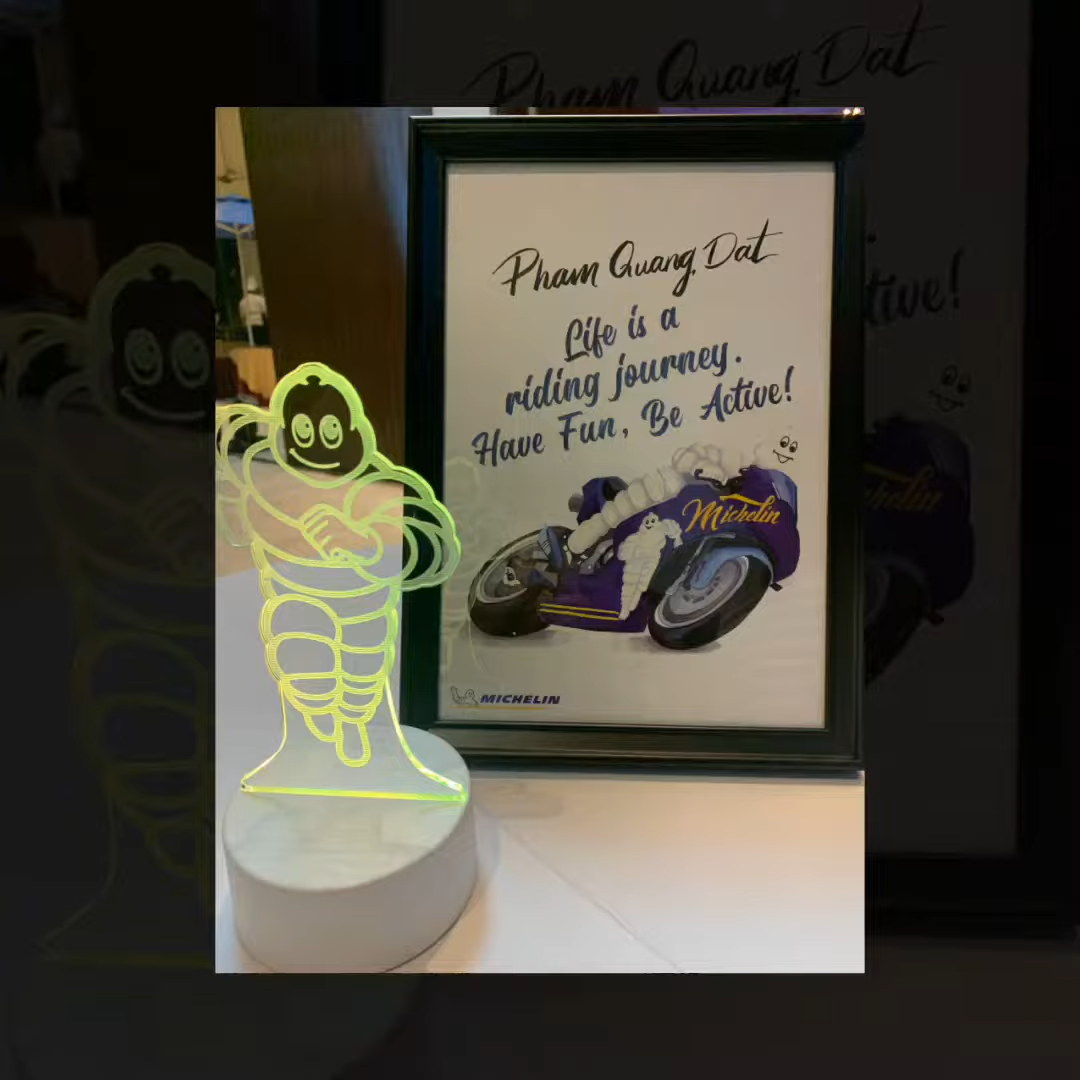 Pham Quang Dat
Life is a
riding journey.
Have Fun, Be Active!
Michelin
MICHELIN